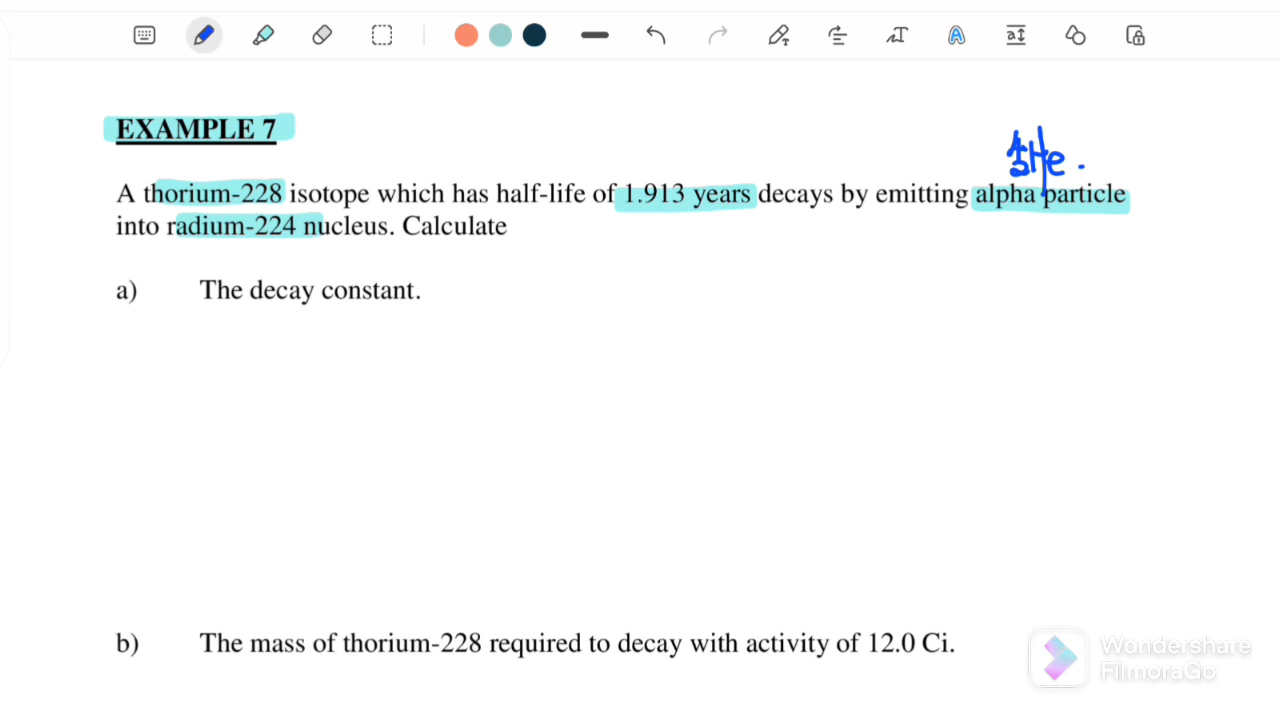 EXAMPLE 7
⁴₂He.
A thorium-228 isotope which has half-life of 1.913 years decays by emitting alpha particle
into radium-224 nucleus. Calculate
a) The decay constant.
b) The mass of thorium-228 required to decay with activity of 12.0 Ci.
Wondershare
FilmoraGo